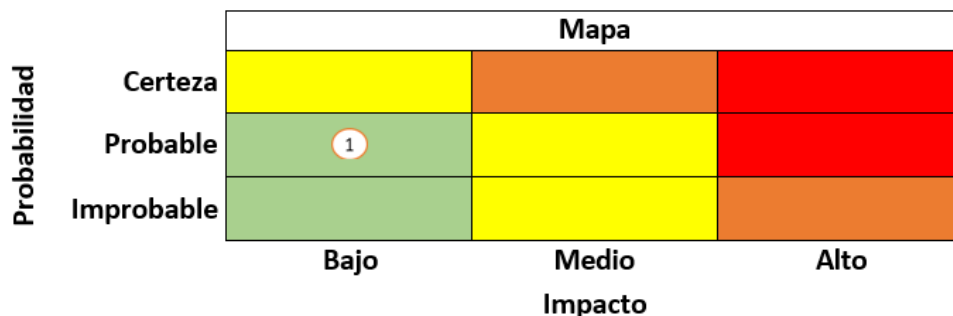 Mapa
Probabilidad
Certeza
Probable
1
Improbable
Bajo Medio Alto
Impacto